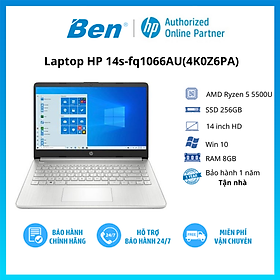 Ben
hp
Authorized
Online Partner
Laptop HP 14s-fq1066AU(4K0Z6PA)
AMD Ryzen 5 5500U
SSD 256GB
14 inch HD
Win 10
RAM 8GB
Bảo hành 1 năm
Tận nhà
BẢO HÀNH
CHÍNH HÃNG
24/7
HỖ TRỢ
BẢO HÀNH 24/7
MIỄN PHÍ
VẬN CHUYỂN